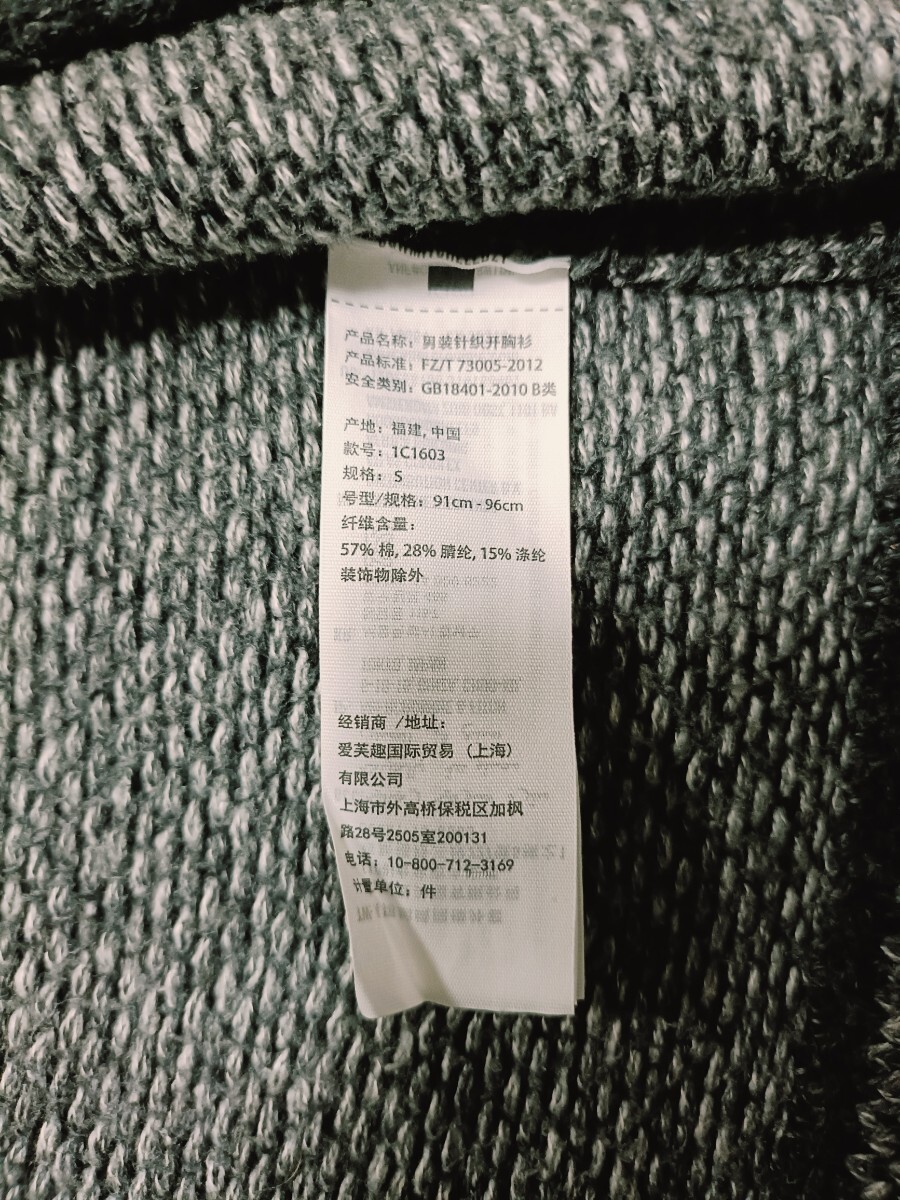 产品名称：男装针织开胸衫
产品标准：FZ/T 73005-2012
安全类别：GB18401-2010 B类
产地：福建, 中国
款号：1C1603
规格：S
号型/规格：91cm - 96cm
纤维含量：
57% 棉, 28% 腈纶, 15% 涤纶
装饰物除外
经销商 /地址：
爱芙趣国际贸易（上海）
有限公司
上海市外高桥保税区加枫
路28号2505室200131
电话：10-800-712-3169
计量单位：件